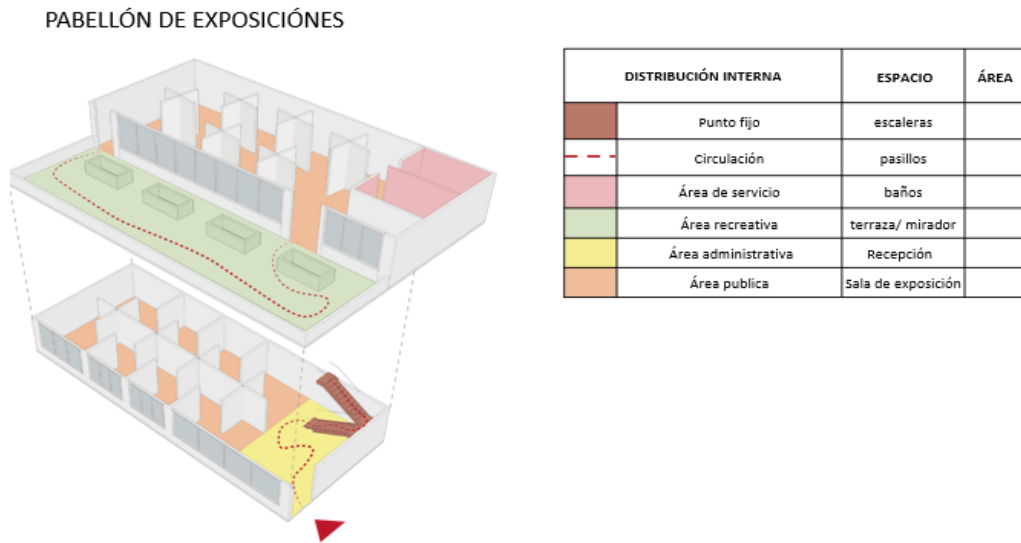 PABELLÓN DE EXPOSICIÓNES
DISTRIBUCIÓN INTERNA ESPACIO ÁREA
Punto fijo escaleras
Circulación pasillos
Área de servicio baños
Área recreativa terraza/ mirador
Área administrativa Recepción
Área publica Sala de exposición